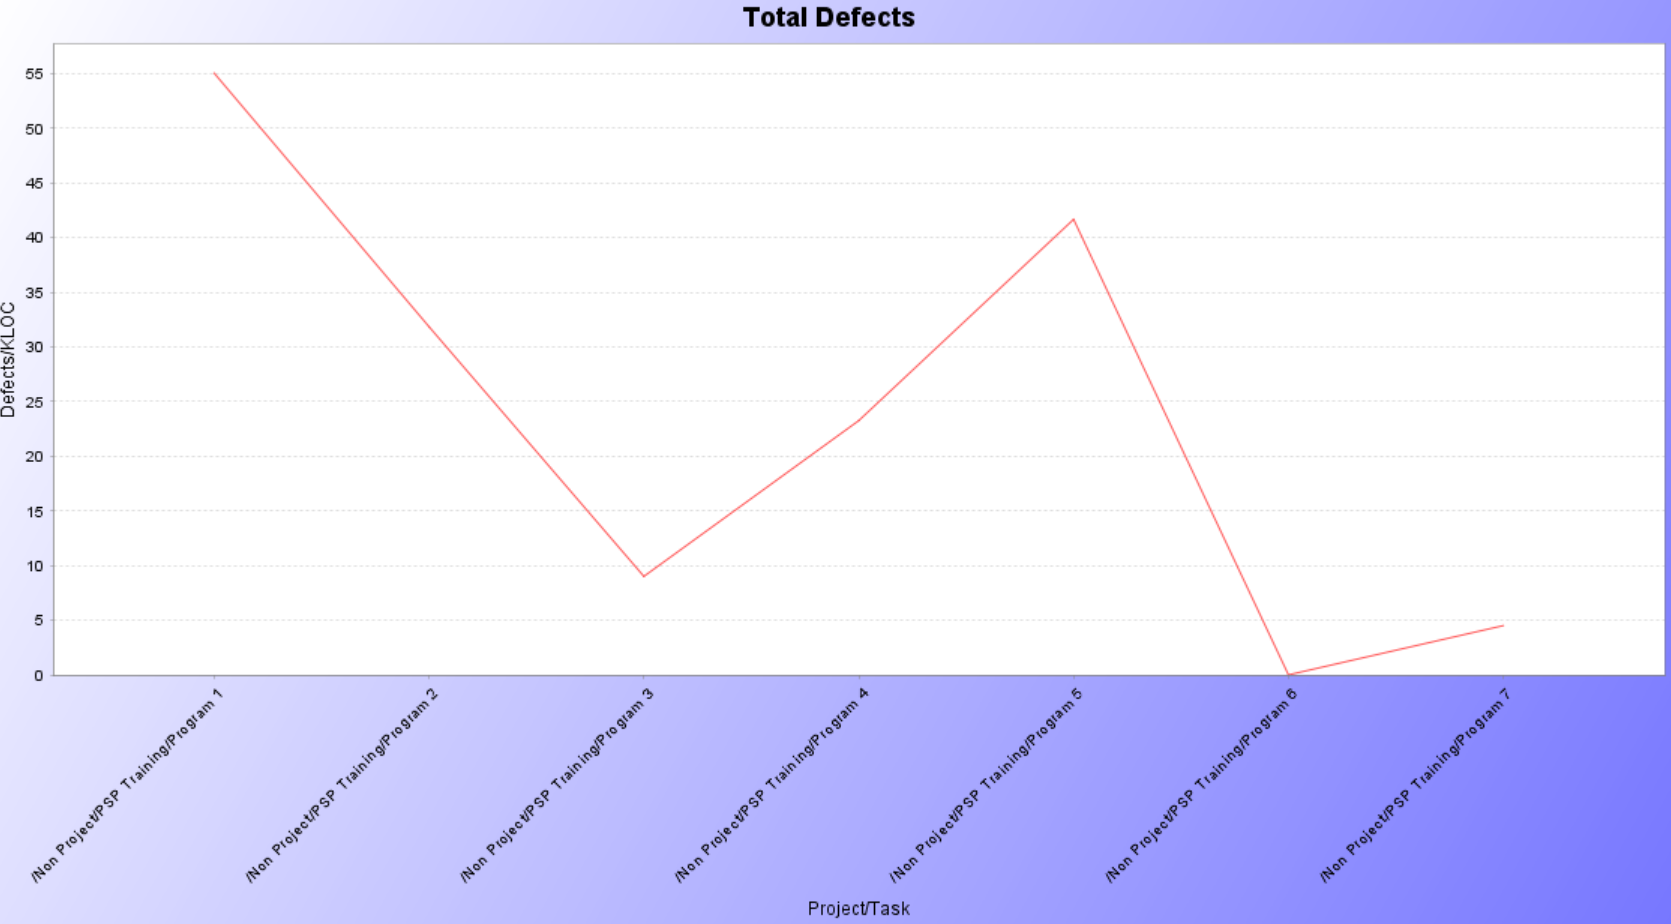 Total Defects
55
50
45
40
35
30
25
20
15
10
5
0
Defects/KLOC
/Non Project/PSP Training/Program 1
/Non Project/PSP Training/Program 2
/Non Project/PSP Training/Program 3
/Non Project/PSP Training/Program 4
/Non Project/PSP Training/Program 5
/Non Project/PSP Training/Program 6
/Non Project/PSP Training/Program 7
Project/Task